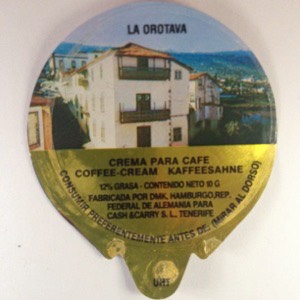 LA OROTAVA
CREMA PARA CAFE
COFFEE-CREAM KAFFEESAHNE
12% GRASA - CONTENIDO NETO 10 G
FABRICADA POR DMK, HAMBURGO, REP.
FEDERAL DE ALEMANIA PARA
CASH &CARRY S. L., TENERIFE
CONSUMIR PREFERENTEMENTE ANTES DE: (MIRAR AL DORSO)
UHT